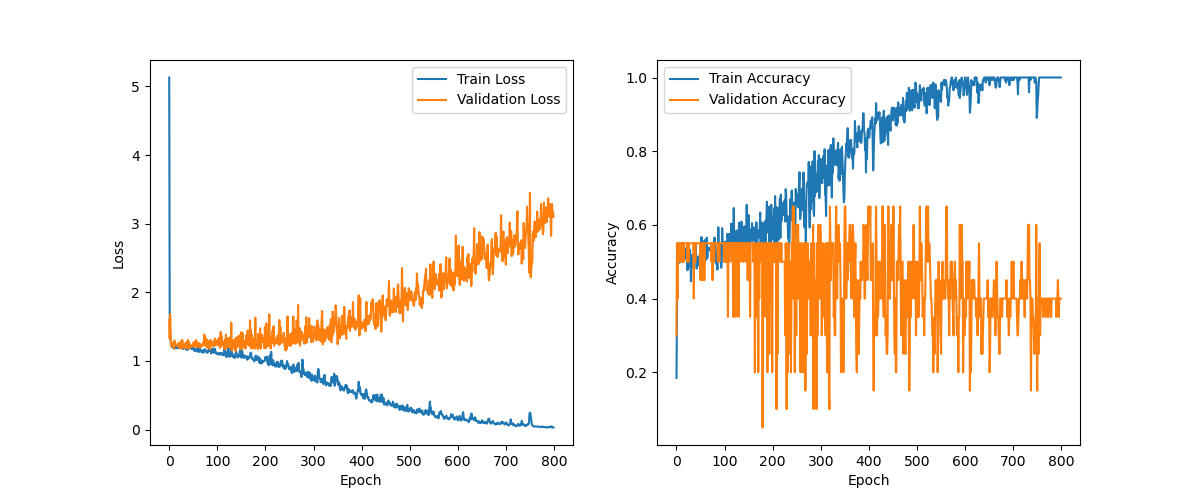 Train Loss
Validation Loss
5
4
3
2
1
0
Loss
0 100 200 300 400 500 600 700 800
Epoch
Train Accuracy
Validation Accuracy
1.0
0.8
0.6
0.4
0.2
Accuracy
0 100 200 300 400 500 600 700 800
Epoch